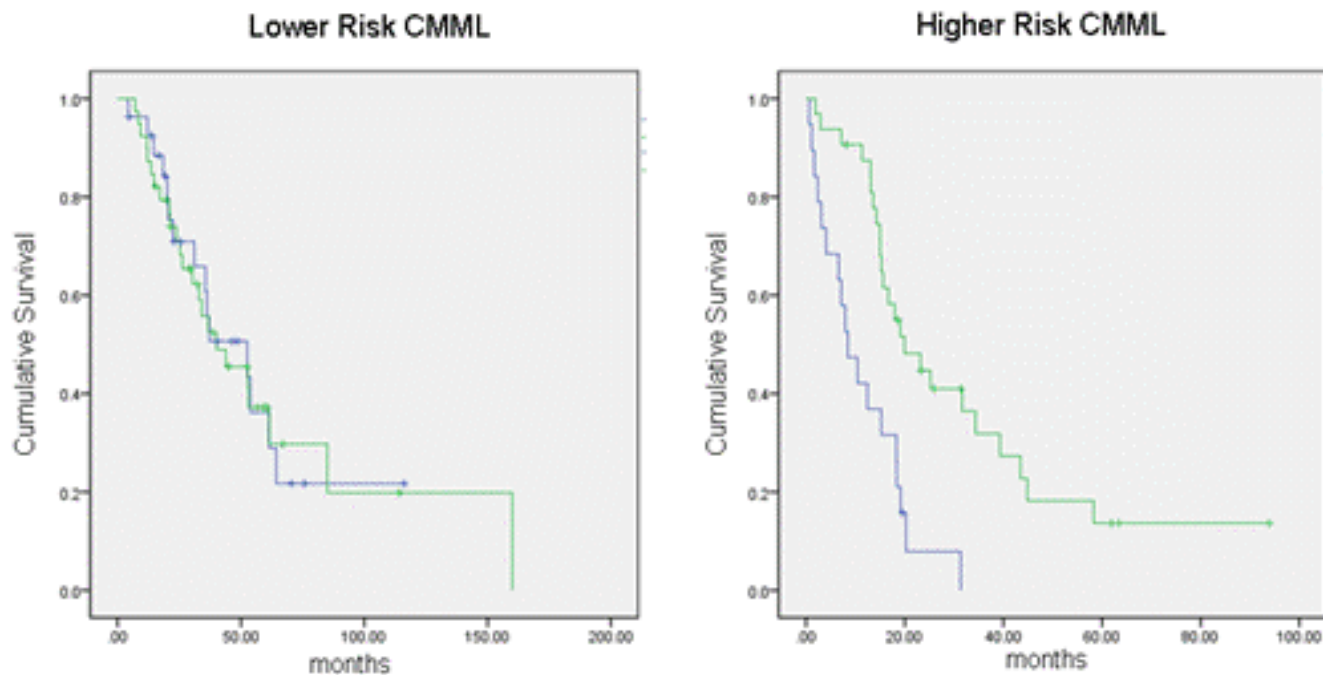 Lower Risk CMML
Cumulative Survival
1.0
0.8
0.6
0.4
0.2
0.0
.00 50.00 100.00 150.00 200.00
months
Higher Risk CMML
Cumulative Survival
1.0
0.8
0.6
0.4
0.2
0.0
.00 20.00 40.00 60.00 80.00 100.00
months